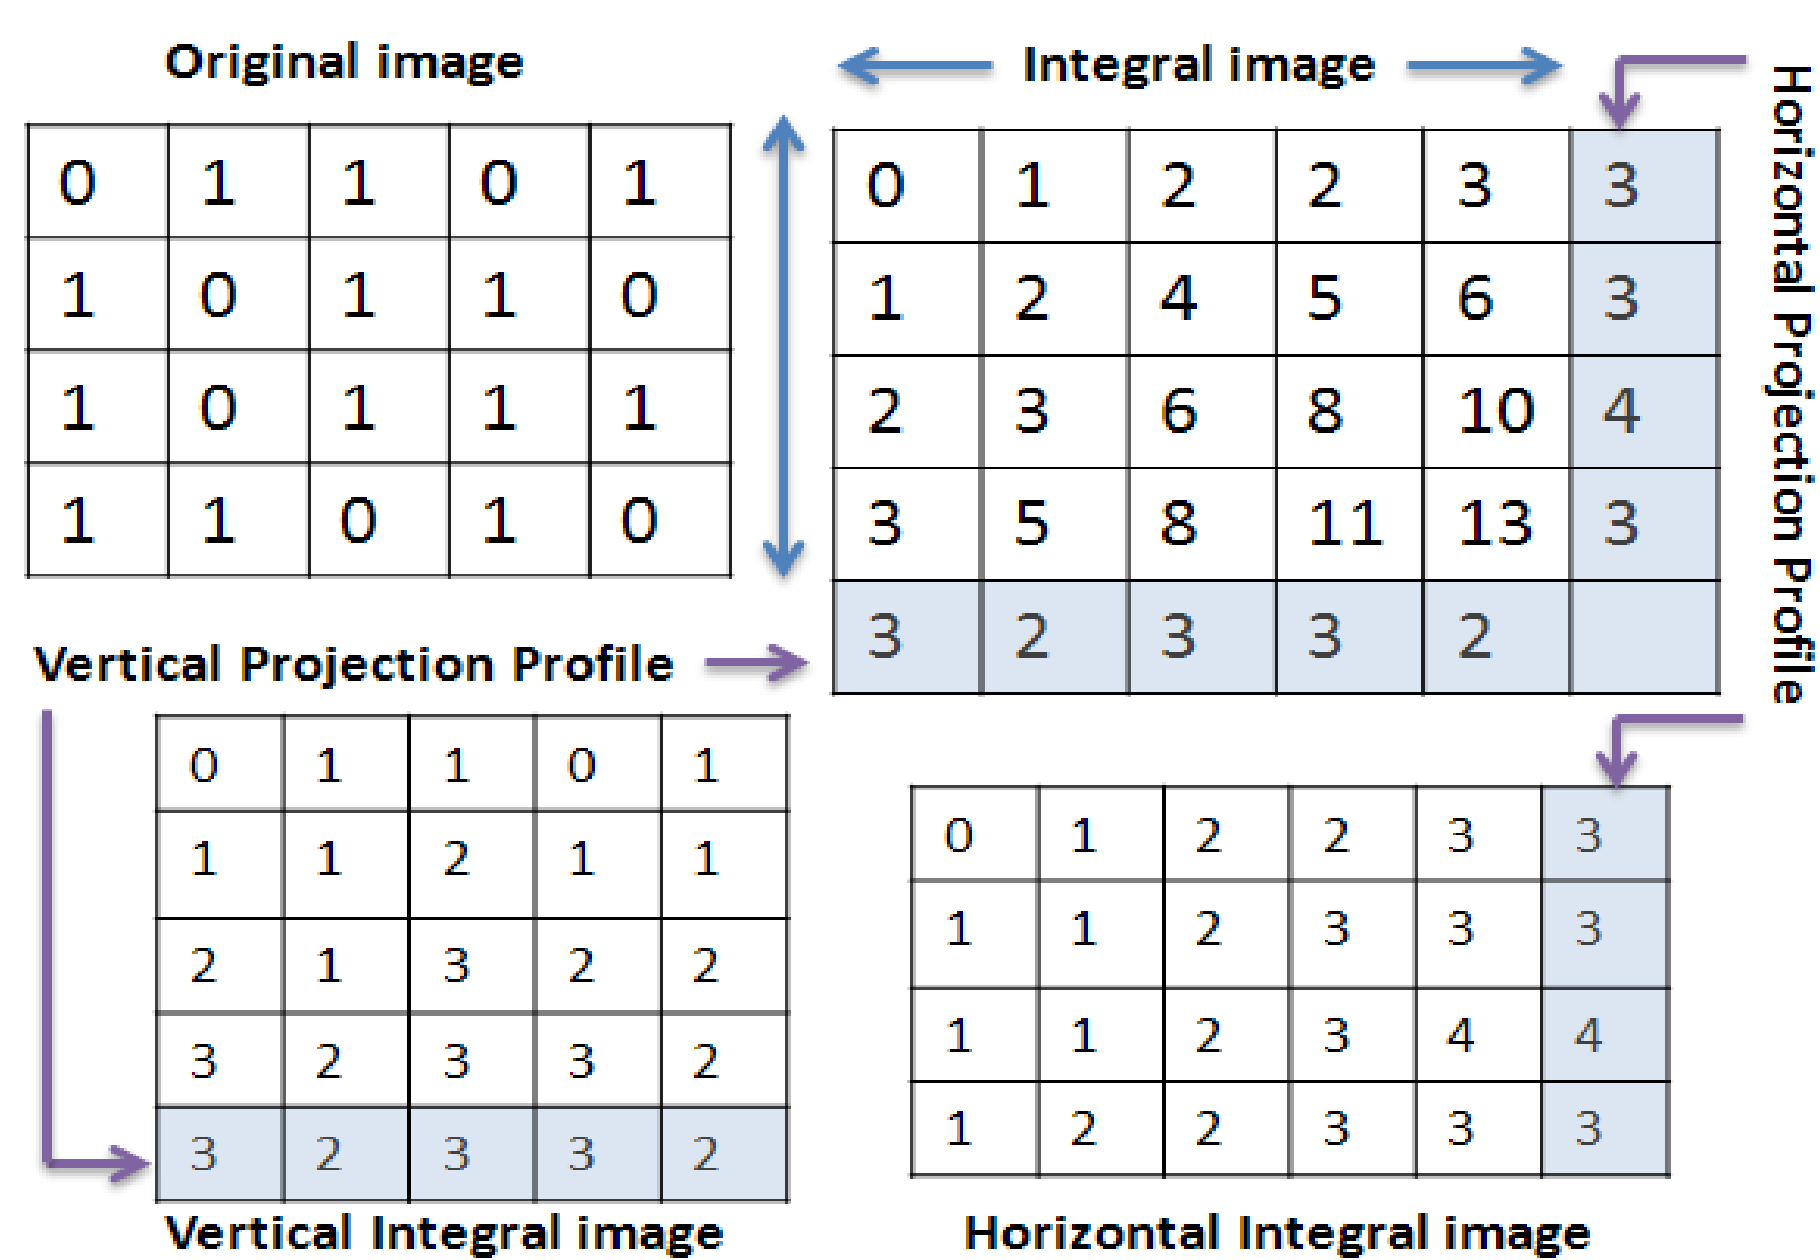 Original image
0 1 1 0 1
1 0 1 1 0
1 0 1 1 1
1 1 0 1 0
Integral image
0 1 2 2 3 3
1 2 4 5 6 3
2 3 6 8 10 4
3 5 8 11 13 3
3 2 3 3 2
Horizontal Projection Profile
Vertical Projection Profile
0 1 1 0 1
1 1 2 1 1
2 1 3 2 2
3 2 3 3 2
3 2 3 3 2
Vertical Integral image
0 1 2 2 3 3
1 1 2 3 3 3
1 1 2 3 4 4
1 2 2 3 3 3
Horizontal Integral image